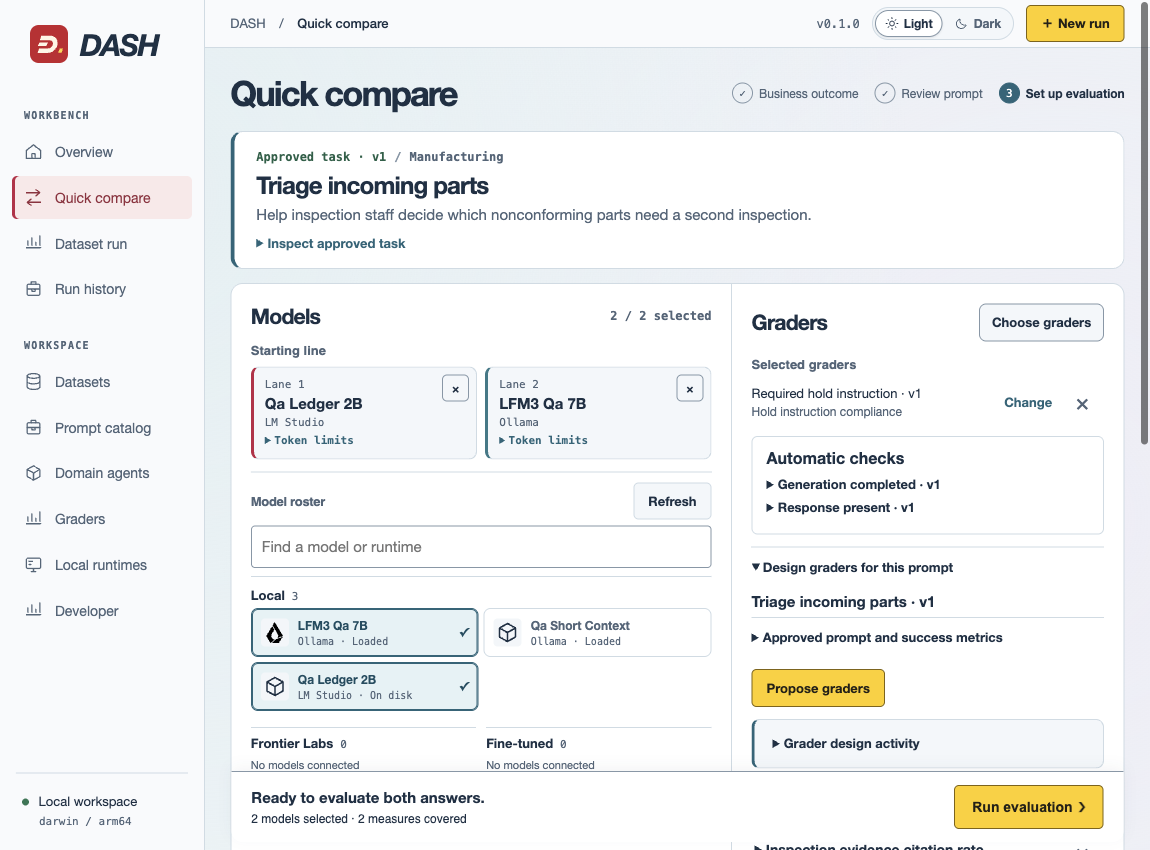 D.
DASH
WORKBENCH
Overview
Quick compare
Dataset run
Run history
WORKSPACE
Datasets
Prompt catalog
Domain agents
Graders
Local runtimes
Developer
Local workspace
darwin / arm64
DASH / Quick compare
v0.1.0
Light
Dark
+ New run
Quick compare
✓ Business outcome
✓ Review prompt
3 Set up evaluation
Approved task · v1 / Manufacturing
Triage incoming parts
Help inspection staff decide which nonconforming parts need a second inspection.
▶ Inspect approved task
Models
2 / 2 selected
Starting line
Lane 1
×
Qa Ledger 2B
LM Studio
▶ Token limits
Lane 2
×
LFM3 Qa 7B
Ollama
▶ Token limits
Model roster
Refresh
Find a model or runtime
Local 3
LFM3 Qa 7B
Ollama · Loaded
✓
Qa Short Context
Ollama · Loaded
Qa Ledger 2B
LM Studio · On disk
✓
Frontier Labs 0
No models connected
Fine-tuned 0
No models connected
Graders
Choose graders
Selected graders
Required hold instruction · v1
Hold instruction compliance
Change
×
Automatic checks
▶ Generation completed · v1
▶ Response present · v1
▼ Design graders for this prompt
Triage incoming parts · v1
▶ Approved prompt and success metrics
Propose graders
▶ Grader design activity
Ready to evaluate both answers.
2 models selected · 2 measures covered
Run evaluation ❯
▶ Inspection evidence citation rate